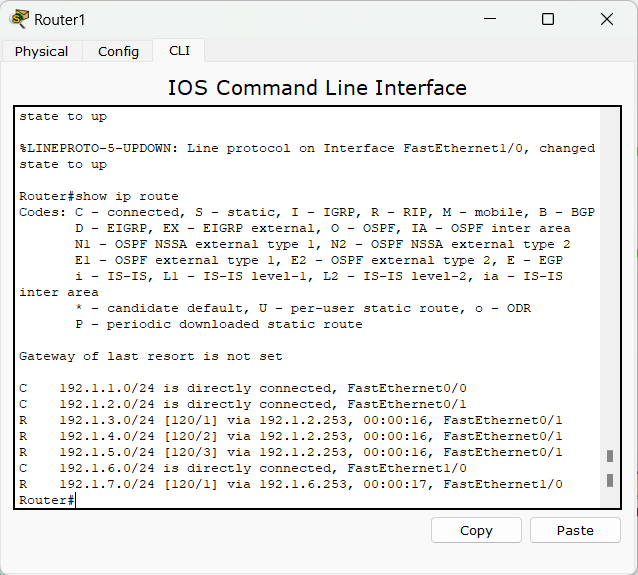 Router1
Physical Config CLI
IOS Command Line Interface
state to up
%LINEPROTO-5-UPDOWN: Line protocol on Interface FastEthernet1/0, changed
state to up
Router#show ip route
Codes: C - connected, S - static, I - IGRP, R - RIP, M - mobile, B - BGP
D - EIGRP, EX - EIGRP external, O - OSPF, IA - OSPF inter area
N1 - OSPF NSSA external type 1, N2 - OSPF NSSA external type 2
E1 - OSPF external type 1, E2 - OSPF external type 2, E - EGP
i - IS-IS, L1 - IS-IS level-1, L2 - IS-IS level-2, ia - IS-IS
inter area
* - candidate default, U - per-user static route, o - ODR
P - periodic downloaded static route
Gateway of last resort is not set
C 192.1.1.0/24 is directly connected, FastEthernet0/0
C 192.1.2.0/24 is directly connected, FastEthernet0/1
R 192.1.3.0/24 [120/1] via 192.1.2.253, 00:00:16, FastEthernet0/1
R 192.1.4.0/24 [120/2] via 192.1.2.253, 00:00:16, FastEthernet0/1
R 192.1.5.0/24 [120/3] via 192.1.2.253, 00:00:16, FastEthernet0/1
C 192.1.6.0/24 is directly connected, FastEthernet1/0
R 192.1.7.0/24 [120/1] via 192.1.6.253, 00:00:17, FastEthernet1/0
Router#
Copy Paste